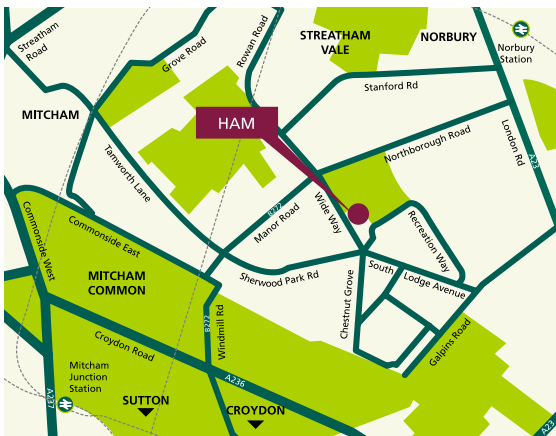 Streatham
Road
Grove Road
Rowan Road
STREATHAM
VALE
NORBURY
Norbury
Station
Stanford Rd
MITCHAM
HAM
Northborough Road
London Rd
A23
Tamworth Lane
B272
Manor Road
Wide Way
Recreation Way
Commonside West
Commonside East
MITCHAM
COMMON
Sherwood Park Rd
South
Lodge Avenue
Chestnut Grove
B272
Windmill Rd
Galpins Road
Croydon Road
A236
Mitcham
Junction
Station
A237
SUTTON
CROYDON
A23